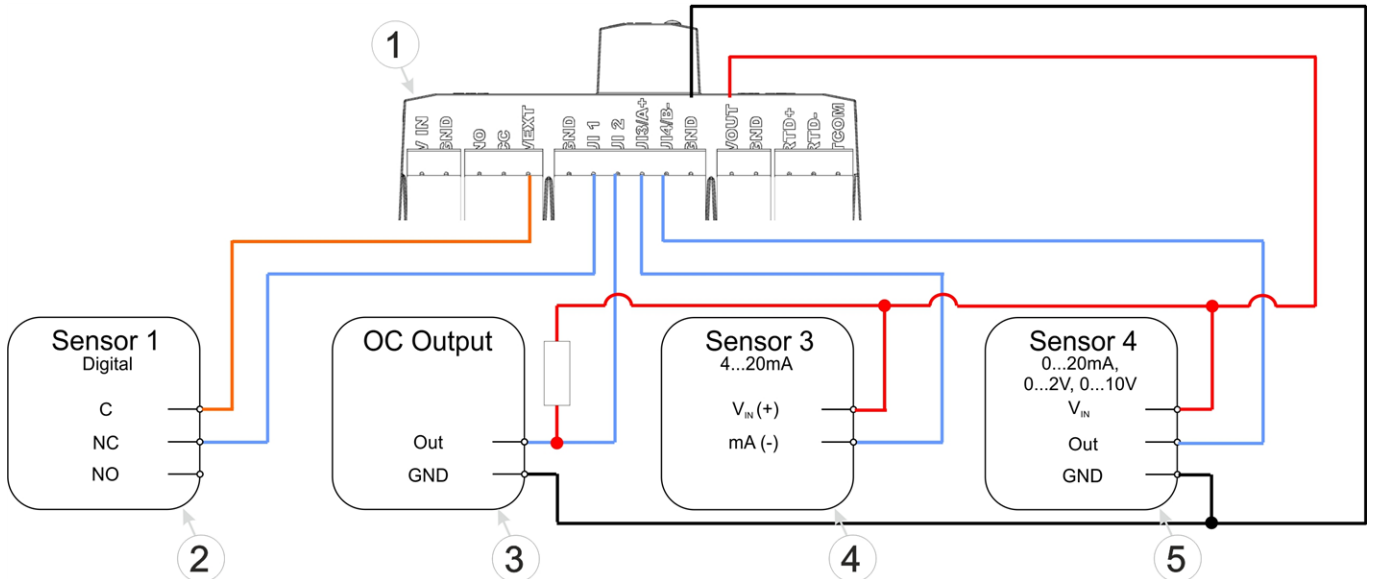 1
V IN
GND
NO
CC
VEXT
GND
UI 1
UI 2
UI3/A+
UI4/B-
GND
VOUT
GND
RTD+
RTD-
TCOM
Sensor 1
Digital
C
NC
NO
OC Output
Out
GND
Sensor 3
4...20mA
VIN (+)
mA (-)
Sensor 4
0...20mA,
0...2V, 0...10V
VIN
Out
GND
2
3
4
5